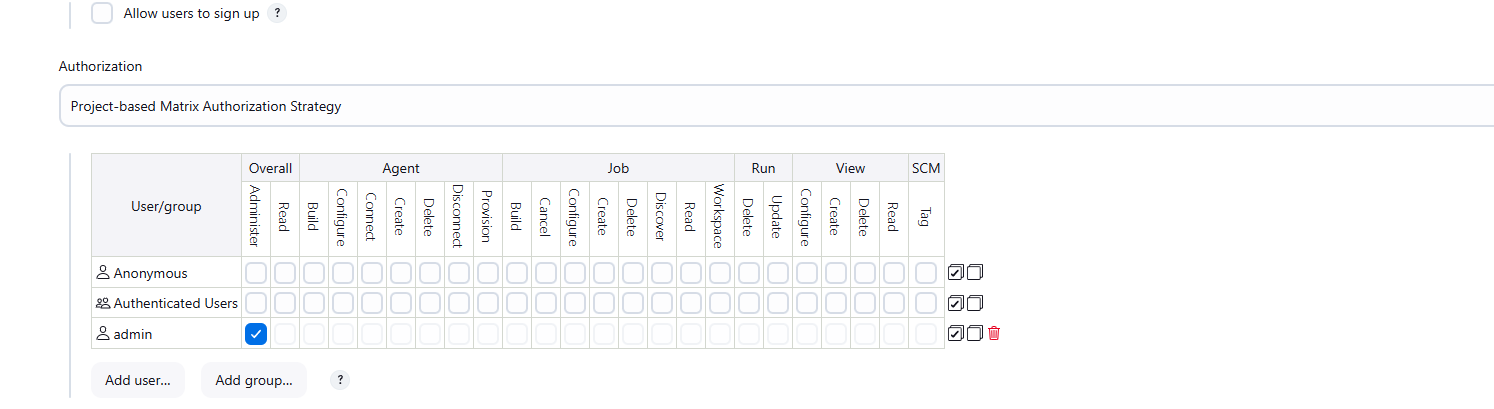 Allow users to sign up ?
Authorization
Project-based Matrix Authorization Strategy
User/group Overall Agent Job Run View SCM
Administer Read Build Configure Connect Create Delete Disconnect Provision Build Cancel Configure Create Delete Discover Read Workspace Delete Update Configure Create Delete Read Tag
Anonymous
Authenticated Users
admin
Add user... Add group... ?